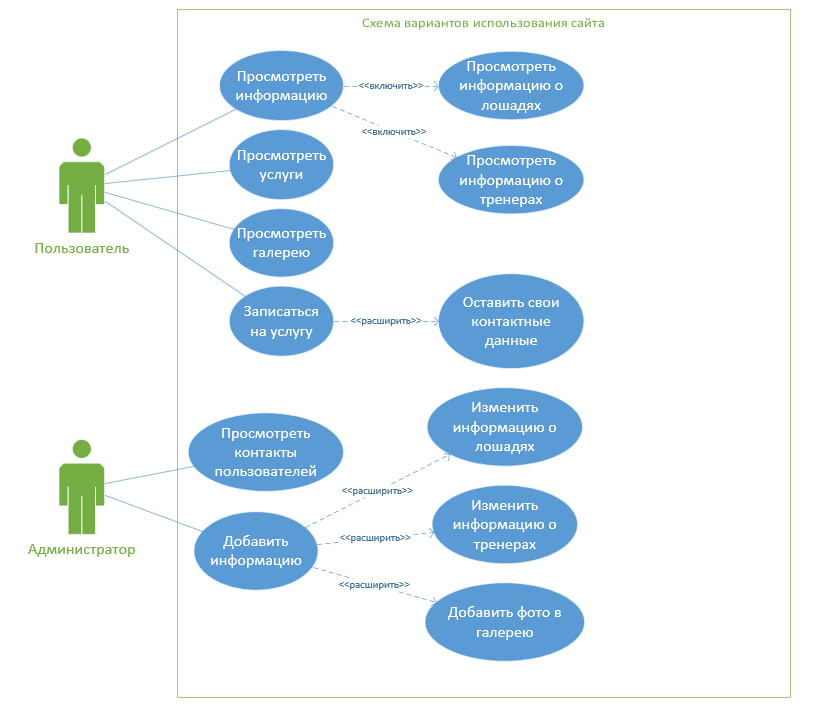 Схема вариантов использования сайта
Просмотреть
информацию
<<включить>>
Просмотреть
информацию о
лошадях
<<включить>>
Просмотреть
информацию о
тренерах
Просмотреть
услуги
Пользователь
Просмотреть
галерею
Записаться
на услугу
<<расширить>>
Оставить свои
контактные
данные
Просмотреть
контакты
пользователей
Изменить
информацию о
лошадях
<<расширить>>
Администратор
Добавить
информацию
<<расширить>>
Изменить
информацию о
тренерах
<<расширить>>
Добавить фото в
галерею